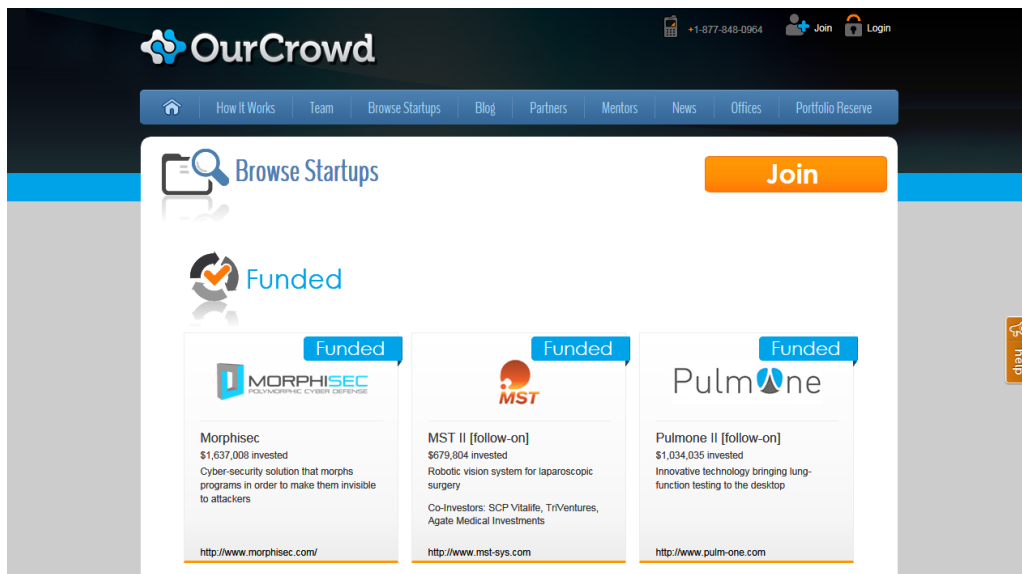 OurCrowd
+1-877-848-0964
Join
Login
How It Works
Team
Browse Startups
Blog
Partners
Mentors
News
Offices
Portfolio Reserve
Browse Startups
Join
Funded
Funded
MORPHISEC
POLYMORPHIC CYBER DEFENSE
Morphisec
$1,637,008 invested
Cyber-security solution that morphs
programs in order to make them invisible
to attackers
http://www.morphisec.com/
Funded
MST
MST II [follow-on]
$679,804 invested
Robotic vision system for laparoscopic
surgery
Co-Investors: SCP Vitalife, TriVentures,
Agate Medical Investments
http://www.mst-sys.com
Funded
PulmOne
Pulmone II [follow-on]
$1,034,035 invested
Innovative technology bringing lung-
function testing to the desktop
http://www.pulm-one.com
help